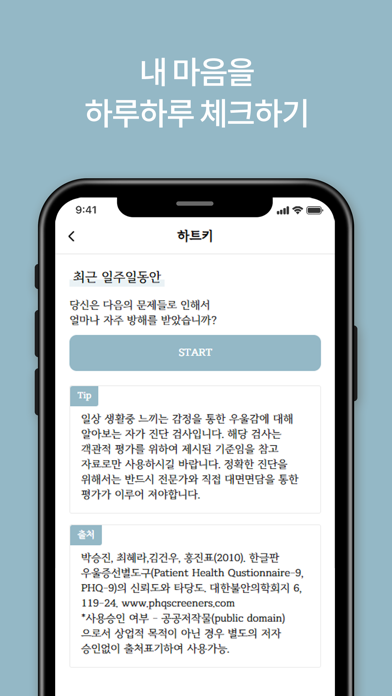 내 마음을
하루하루 체크하기
9:41
하트키
최근 일주일동안
당신은 다음의 문제들로 인해서
얼마나 자주 방해를 받았습니까?
START
Tip
일상 생활중 느끼는 감정을 통한 우울감에 대해
알아보는 자가 진단 검사입니다. 해당 검사는
객관적 평가를 위하여 제시된 기준임을 참고
자료로만 사용하시길 바랍니다. 정확한 진단을
위해서는 반드시 전문가와 직접 대면면담을 통한
평가가 이루어 져야합니다.
출처
박승진, 최혜라,김건우, 홍진표(2010). 한글판
우울증선별도구(Patient Health Qustionnaire-9,
PHQ-9)의 신뢰도와 타당도. 대한불안의학회지 6,
119-24. www.phqscreeners.com
*사용승인 여부 - 공공저작물(public domain)
으로서 상업적 목적이 아닌 경우 별도의 저자
승인없이 출처표기하여 사용가능.